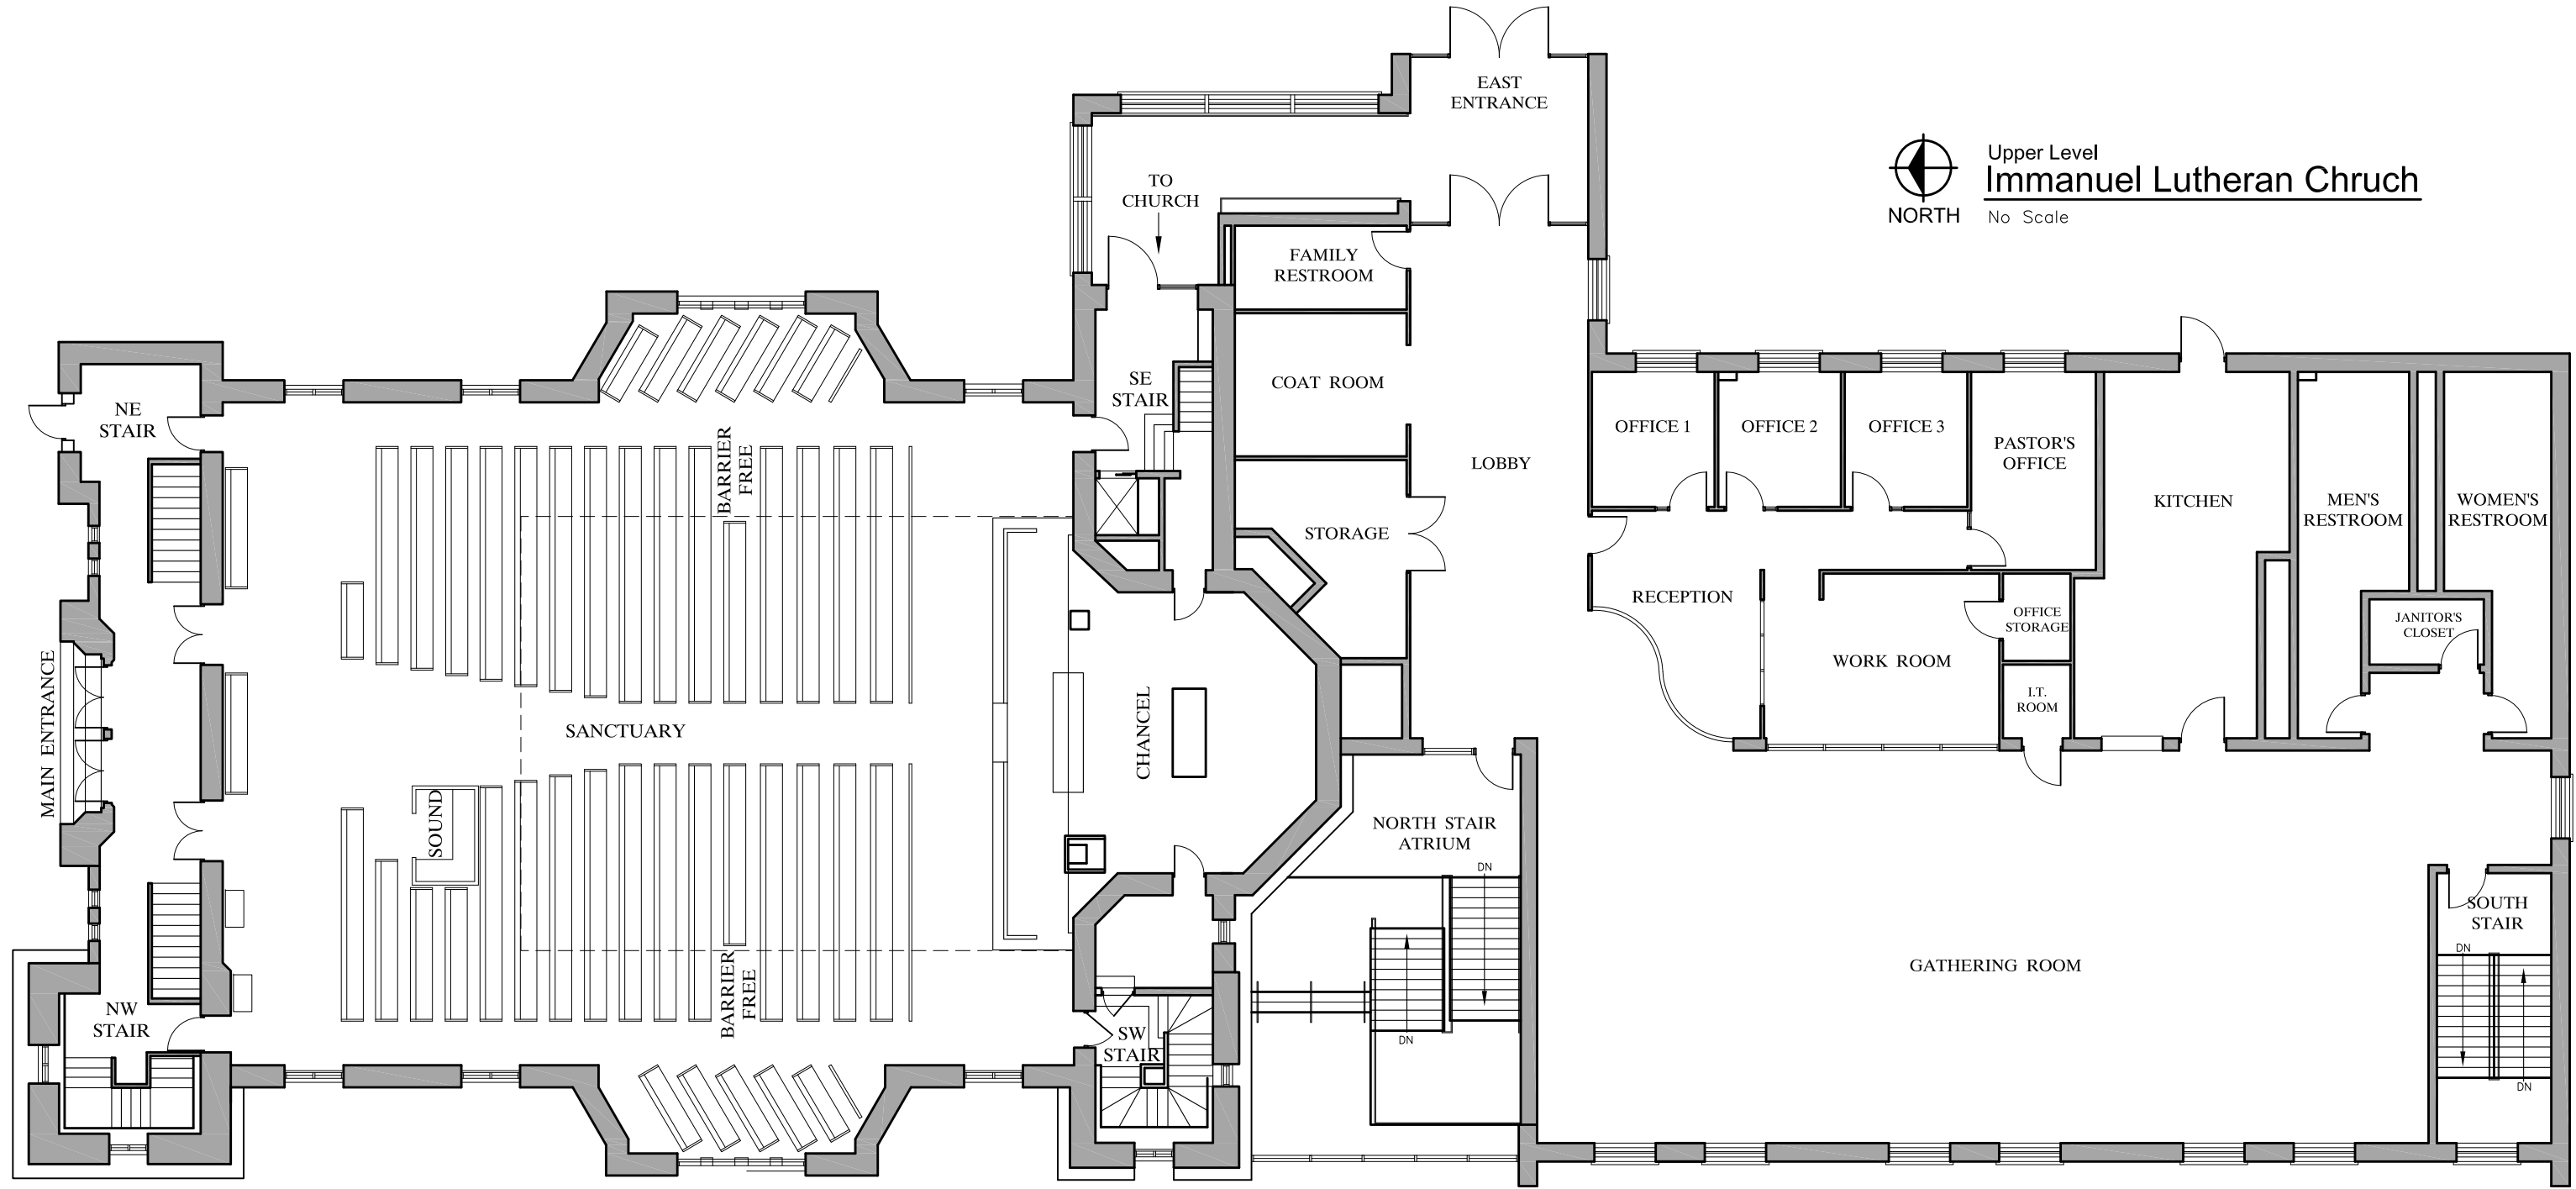 EAST
ENTRANCE
Upper Level
Immanuel Lutheran Chruch
NORTH
No Scale
TO
CHURCH
FAMILY
RESTROOM
COAT ROOM
SE
STAIR
NE
STAIR
BARRIER
FREE
LOBBY
STORAGE
OFFICE 1
OFFICE 2
OFFICE 3
PASTOR'S
OFFICE
KITCHEN
MEN'S
RESTROOM
WOMEN'S
RESTROOM
RECEPTION
OFFICE
STORAGE
JANITOR'S
CLOSET
WORK ROOM
I.T.
ROOM
MAIN ENTRANCE
SANCTUARY
CHANCEL
SOUND
NORTH STAIR
ATRIUM
DN
DN
SOUTH
STAIR
DN
DN
GATHERING ROOM
BARRIER
FREE
NW
STAIR
SW
STAIR